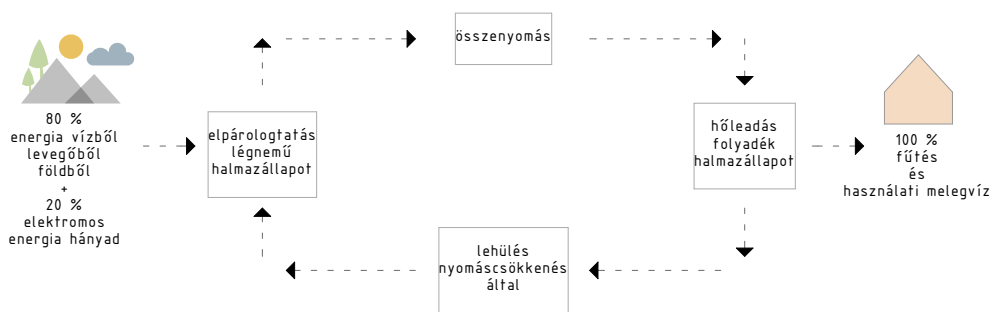 80 %
energia vízből
levegőből
földből
+
20 %
elektromos
energia hányad
elpárologtatás
légnemű
halmazállapot
összenyomás
hőleadás
folyadék
halmazállapot
lehülés
nyomáscsökkenés
által
100 %
fűtés
és
használati melegvíz